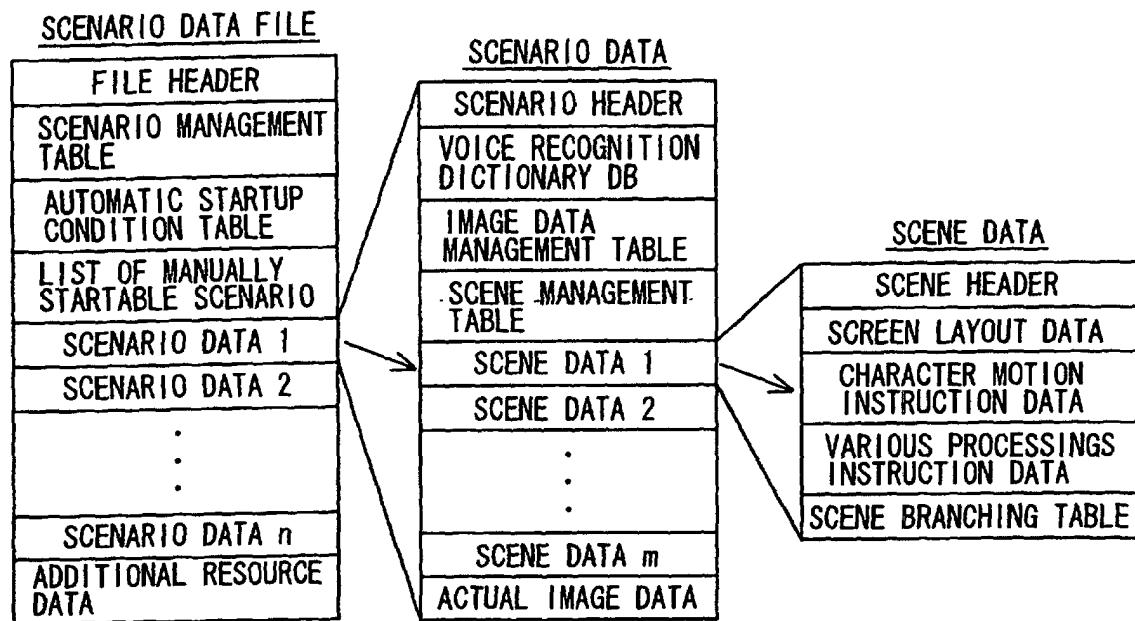 SCENARIO DATA FILE
FILE HEADER
SCENARIO MANAGEMENT
TABLE
AUTOMATIC STARTUP
CONDITION TABLE
LIST OF MANUALLY
STARTABLE SCENARIO
SCENARIO DATA 1
SCENARIO DATA 2
.
.
.
SCENARIO DATA n
ADDITIONAL RESOURCE
DATA
SCENARIO DATA
SCENARIO HEADER
VOICE RECOGNITION
DICTIONARY DB
IMAGE DATA
MANAGEMENT TABLE
SCENE MANAGEMENT
TABLE
SCENE DATA 1
SCENE DATA 2
.
.
.
SCENE DATA m
ACTUAL IMAGE DATA
SCENE DATA
SCENE HEADER
SCREEN LAYOUT DATA
CHARACTER MOTION
INSTRUCTION DATA
VARIOUS PROCESSINGS
INSTRUCTION DATA
SCENE BRANCHING TABLE